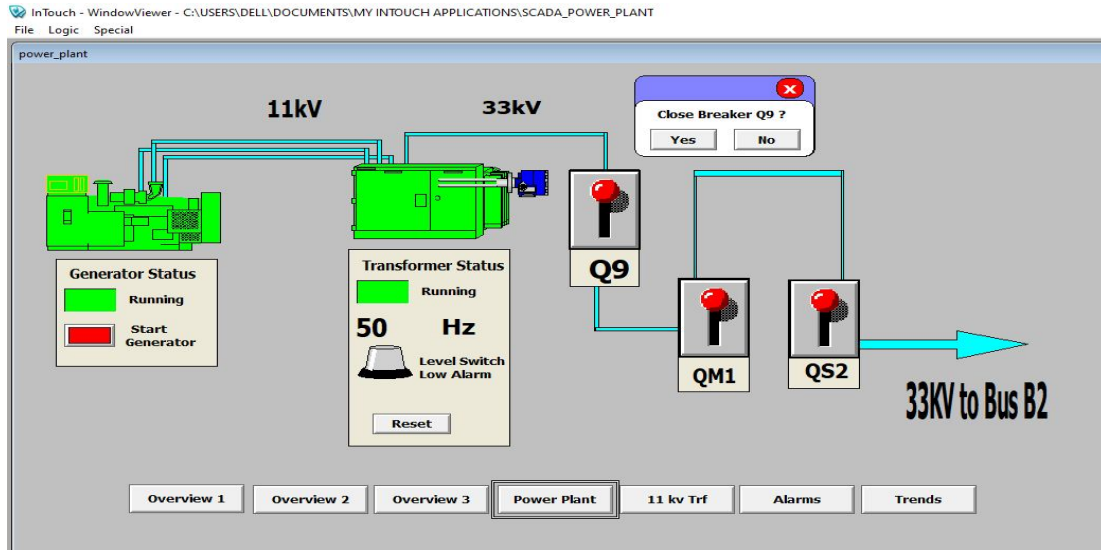 InTouch - WindowViewer - C:\USERS\DELL\DOCUMENTS\MY INTOUCH APPLICATIONS\SCADA_POWER_PLANT
File Logic Special
power_plant
11kV
33kV
Close Breaker Q9 ?
Yes No
Q9
Generator Status
Running
Start
Generator
Transformer Status
Running
50 Hz
Level Switch
Low Alarm
Reset
QM1
QS2
33KV to Bus B2
Overview 1 Overview 2 Overview 3 Power Plant 11 kv Trf Alarms Trends